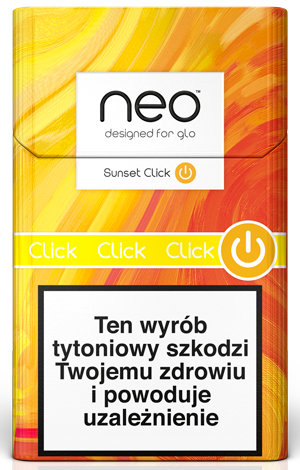 neo™
designed for glo
Sunset Click
Click Click Click
Ten wyrób
tytoniowy szkodzi
Twojemu zdrowiu
i powoduje
uzależnienie